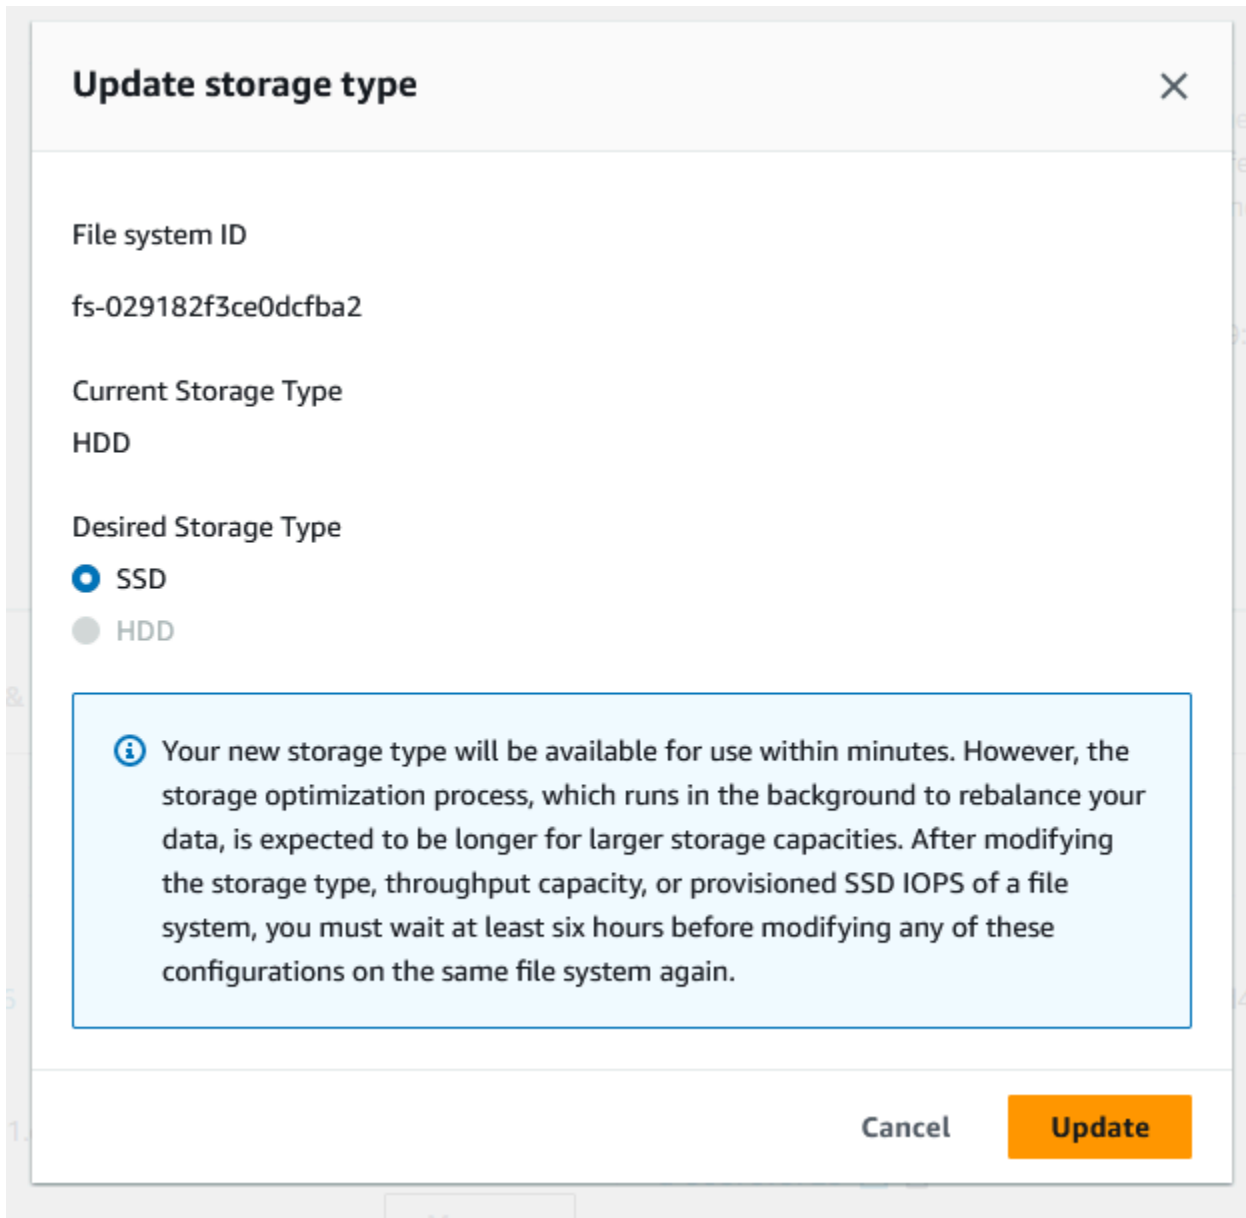 Update storage type
File system ID
fs-029182f3ce0dcfba2
Current Storage Type
HDD
Desired Storage Type
SSD
HDD
Your new storage type will be available for use within minutes. However, the
storage optimization process, which runs in the background to rebalance your
data, is expected to be longer for larger storage capacities. After modifying
the storage type, throughput capacity, or provisioned SSD IOPS of a file
system, you must wait at least six hours before modifying any of these
configurations on the same file system again.
&
Cancel
Update